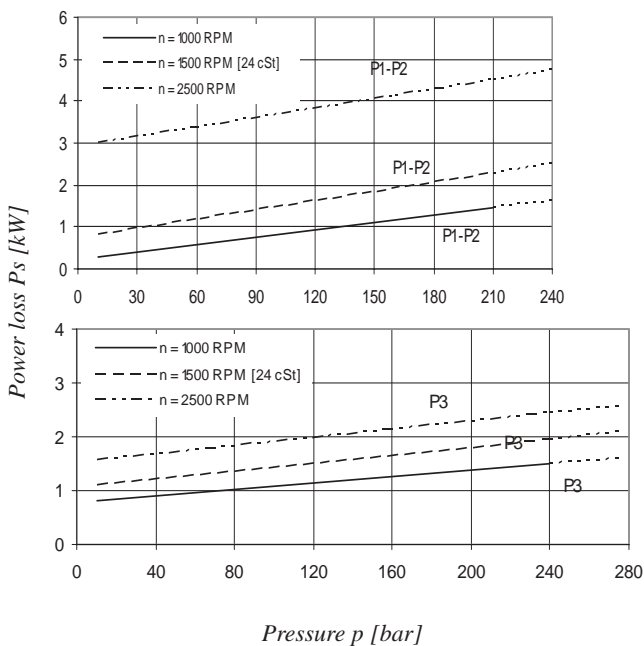 Power loss Ps [kW]
6
5
4
3
2
1
0
n = 1000 RPM
n = 1500 RPM [24 cSt]
n = 2500 RPM
P1-P2
P1-P2
P1-P2
0 30 60 90 120 150 180 210 240
4
3
2
1
0
n = 1000 RPM
n = 1500 RPM [24 cSt]
n = 2500 RPM
P3
P3
P3
0 40 80 120 160 200 240 280
Pressure p [bar]